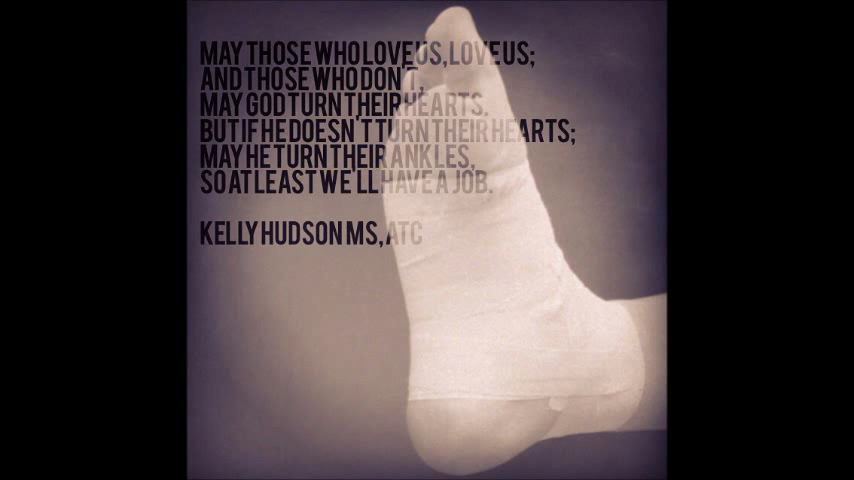 MAY THOSE WHO LOVE US, LOVE US;
AND THOSE WHO DON'T,
MAY GOD TURN THEIR HEARTS.
BUT IF HE DOESN'T TURN THEIR HEARTS;
MAY HE TURN THEIR ANKLES,
SO AT LEAST WE'LL HAVE A JOB.
KELLY HUDSON MS, ATC